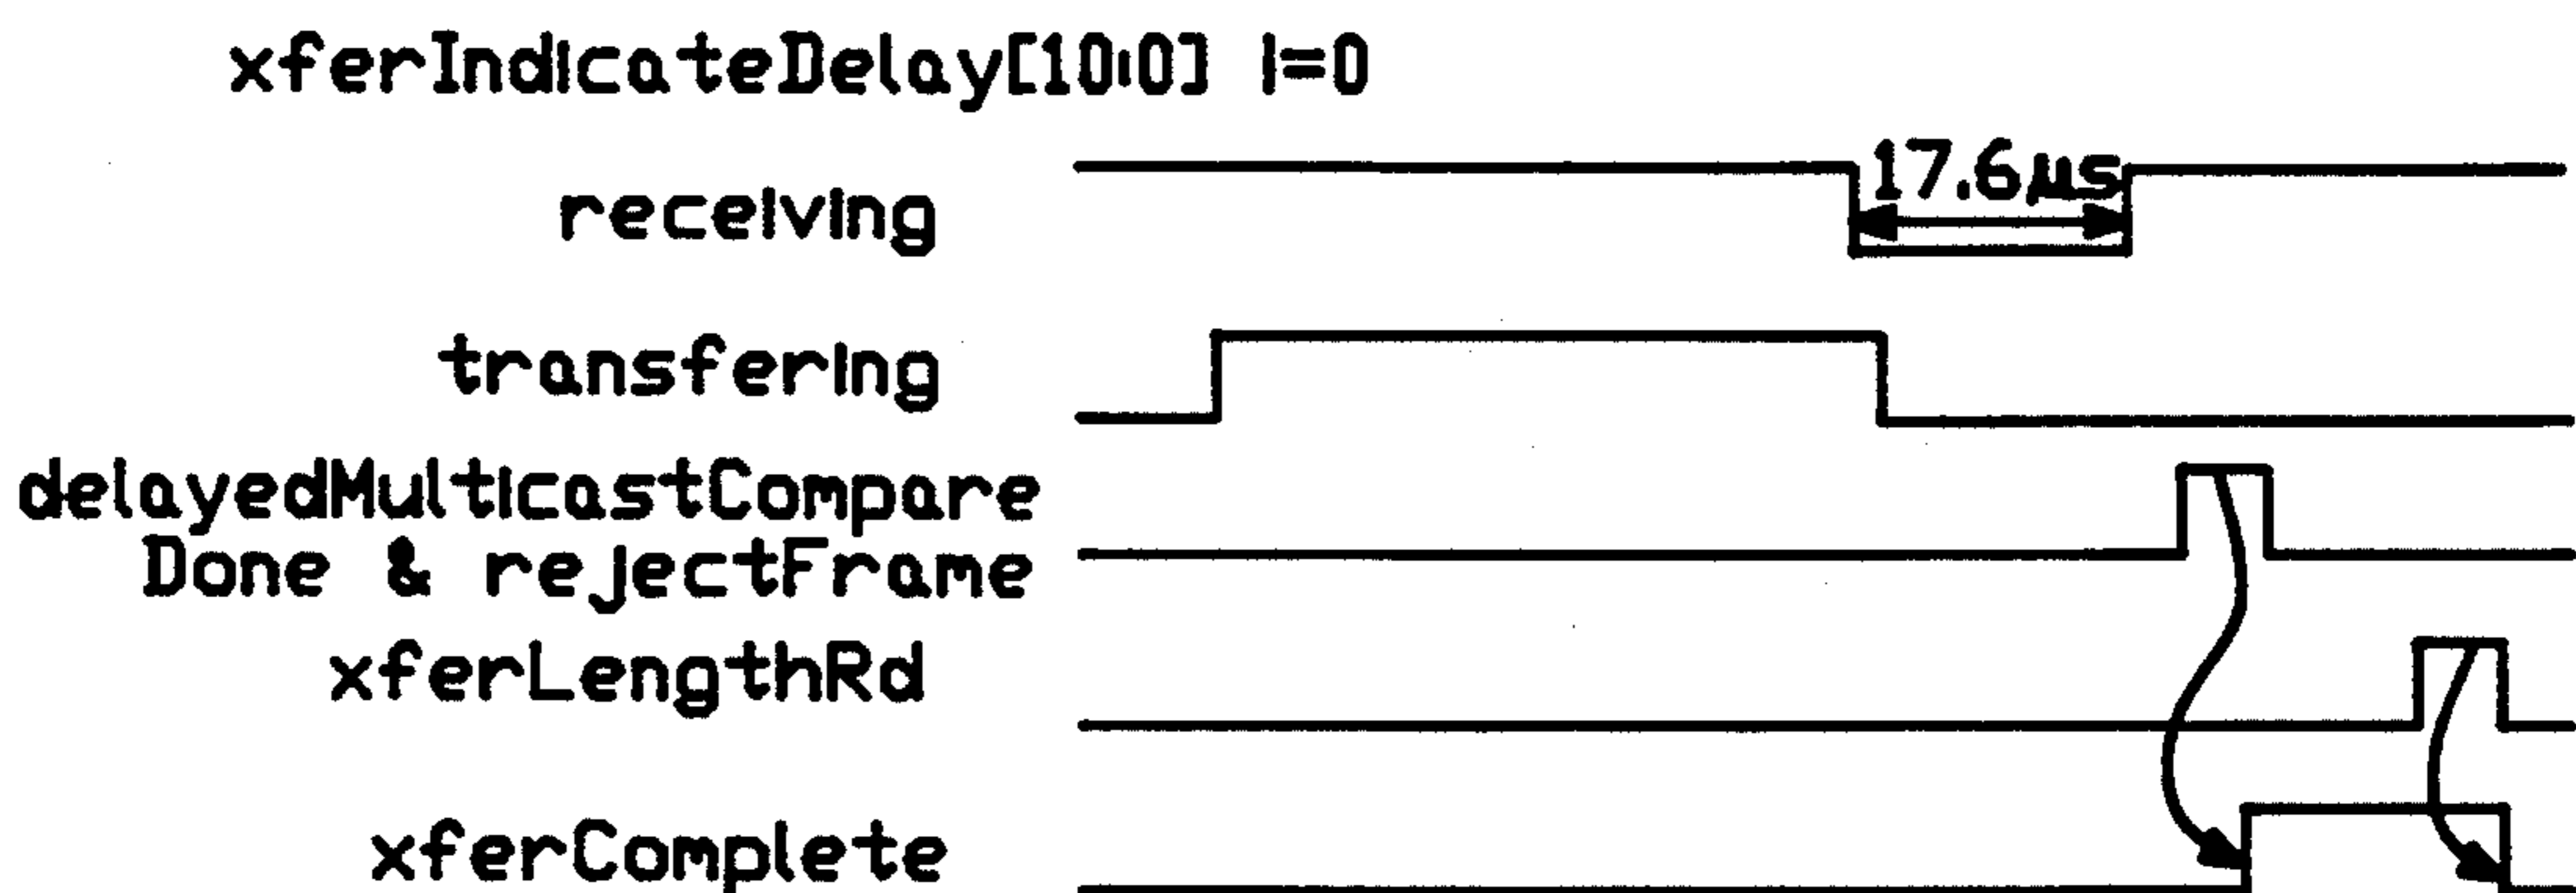 xferIndicateDelay[10:0] !=0
17.6µs
receiving
transfering
delayedMulticastCompare
Done & rejectFrame
xferLengthRd
xferComplete